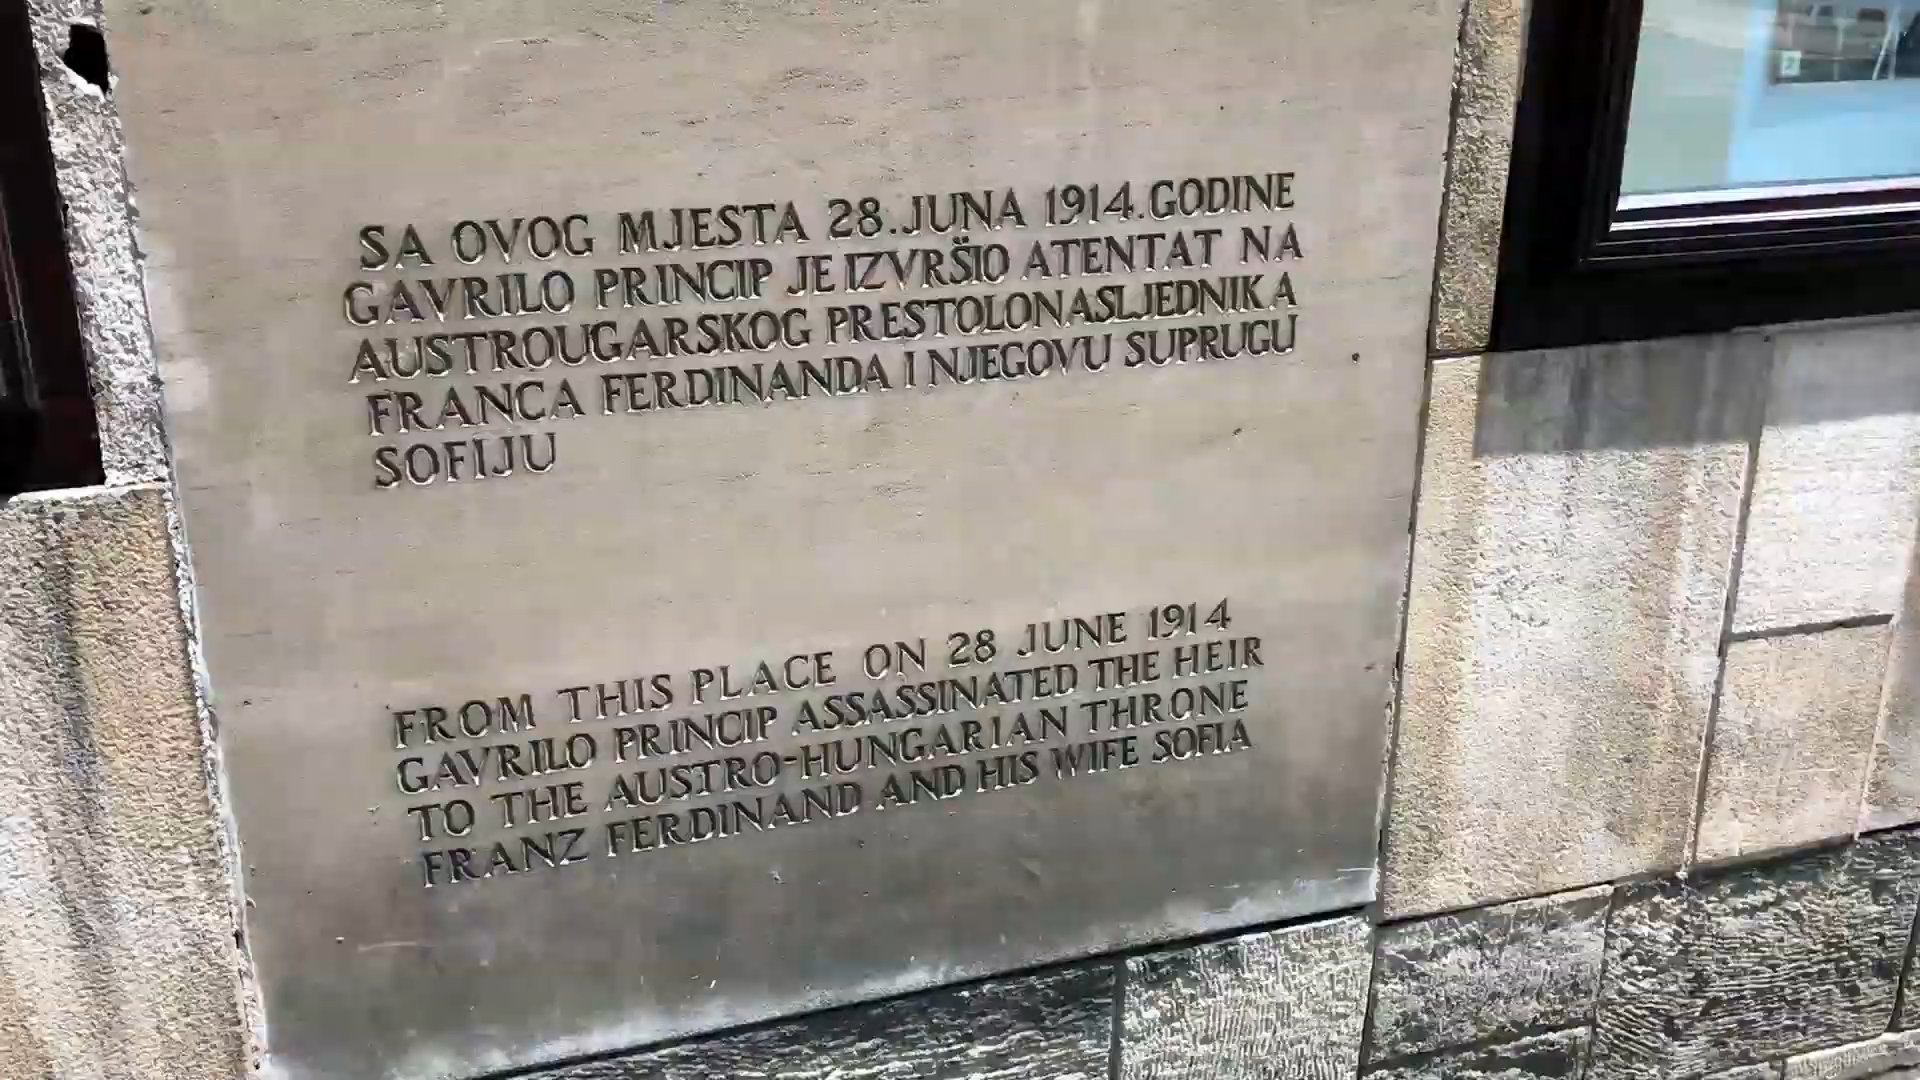 SA OVOG MJESTA 28.JUNA 1914.GODINE
GAVRILO PRINCIP JE IZVRŠIO ATENTAT NA
AUSTROUGARSKOG PRESTOLONASLJEDNIKA
FRANCA FERDINANDA I NJEGOVU SUPRUGU
SOFIJU
FROM THIS PLACE ON 28 JUNE 1914
GAVRILO PRINCIP ASSASSINATED THE HEIR
TO THE AUSTRO-HUNGARIAN THRONE
FRANZ FERDINAND AND HIS WIFE SOFIA